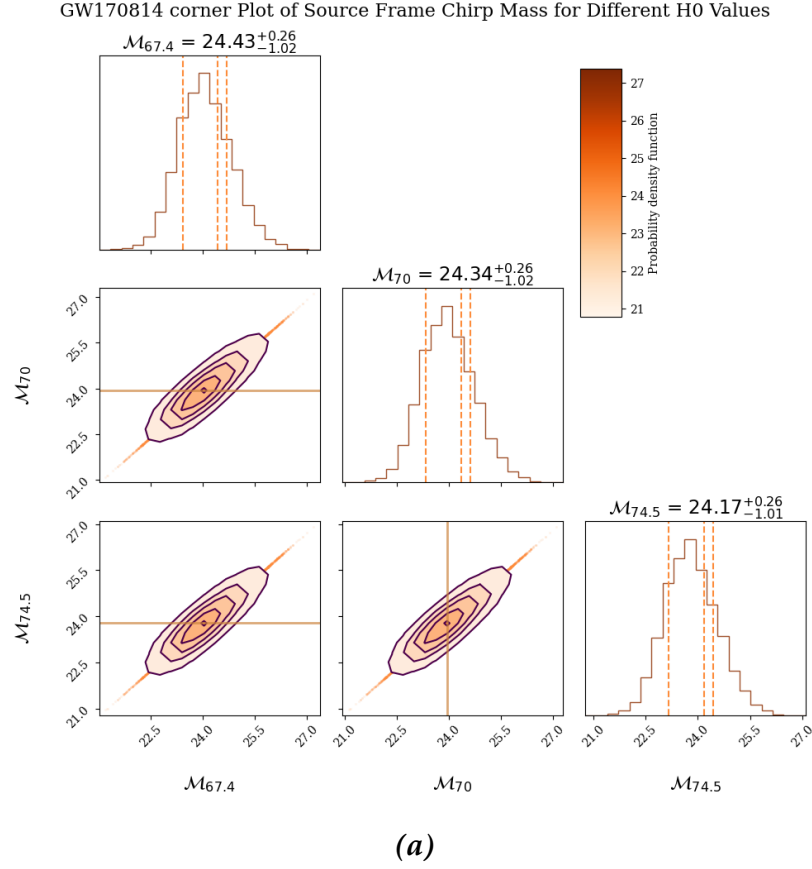 GW170814 corner Plot of Source Frame Chirp Mass for Different H0 Values
ℳ67.4 = 24.43+0.26−1.02
27
26
25
24
23
22
21
Probability density function
ℳ70 = 24.34+0.26−1.02
27.0
25.5
24.0
22.5
21.0
ℳ70
ℳ74.5 = 24.17+0.26−1.01
27.0
25.5
24.0
22.5
21.0
ℳ74.5
22.5 24.0 25.5 27.0
21.0 22.5 24.0 25.5 27.0
21.0 22.5 24.0 25.5 27.0
ℳ67.4 ℳ70 ℳ74.5
(a)